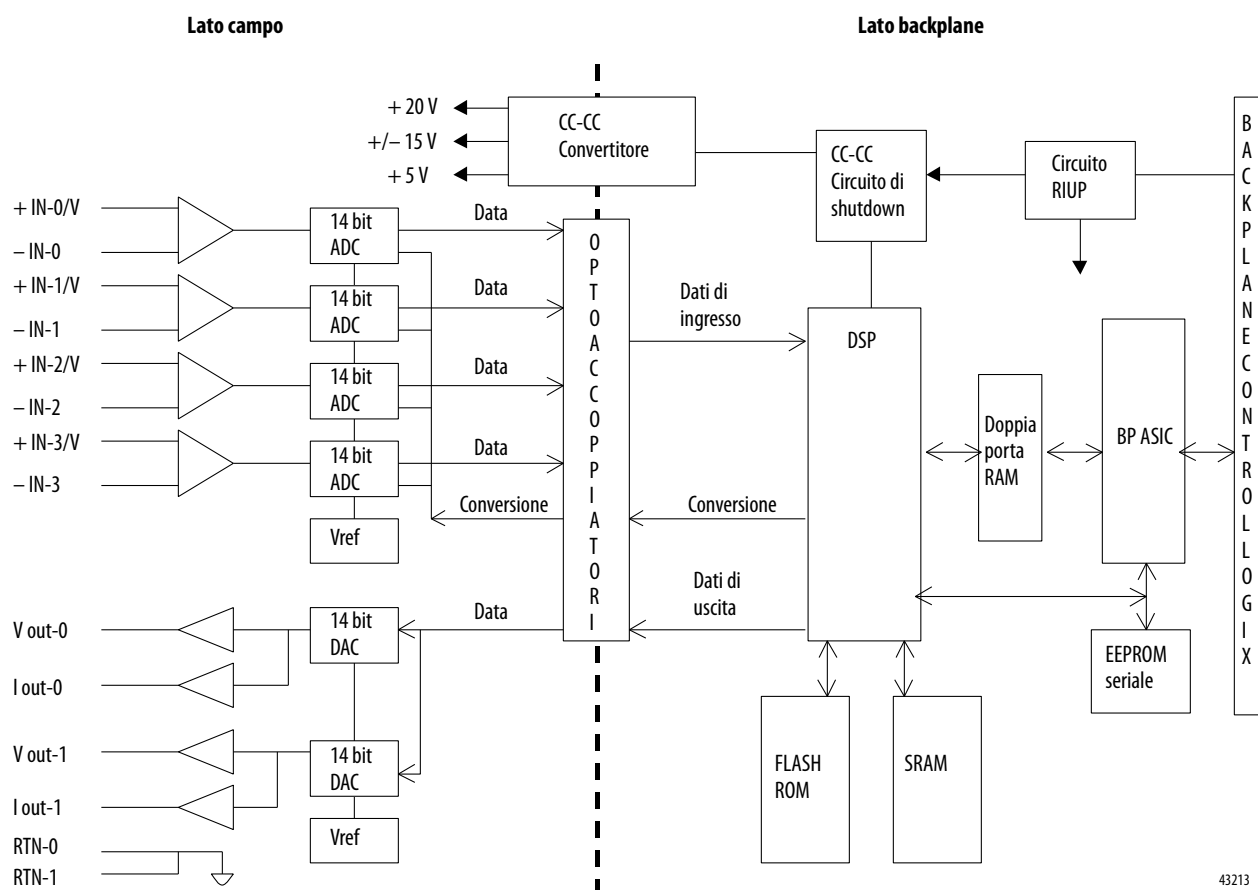 Lato campo
Lato backplane
+ 20 V
+/– 15 V
+ 5 V
CC-CC
Convertitore
CC-CC
Circuito di
shutdown
Circuito
RIUP
BACKPLANECONTROLLOGIX
+ IN-0/V
– IN-0
+ IN-1/V
– IN-1
+ IN-2/V
– IN-2
+ IN-3/V
– IN-3
14 bit
ADC
14 bit
ADC
14 bit
ADC
14 bit
ADC
Vref
Data
Data
Data
Data
Conversione
OPTOACCOPPIATORI
Dati di
ingresso
Conversione
Dati di
uscita
DSP
Doppia
porta
RAM
BP ASIC
EEPROM
seriale
FLASH
ROM
SRAM
V out-0
I out-0
V out-1
I out-1
RTN-0
RTN-1
14 bit
DAC
Data
14 bit
DAC
Vref
43213